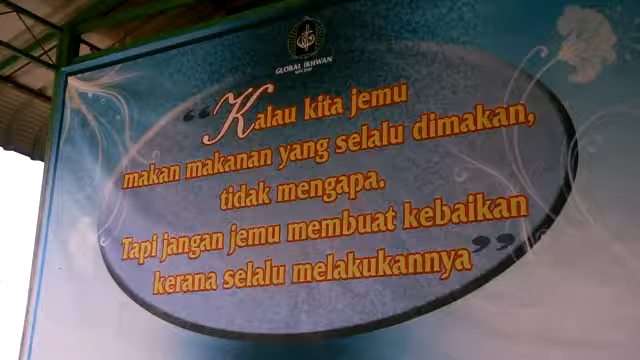 GLOBAL IKHWAN
“Kalau kita jemu
makan makanan yang selalu dimakan,
tidak mengapa.
Tapi jangan jemu membuat kebaikan
kerana selalu melakukannya”